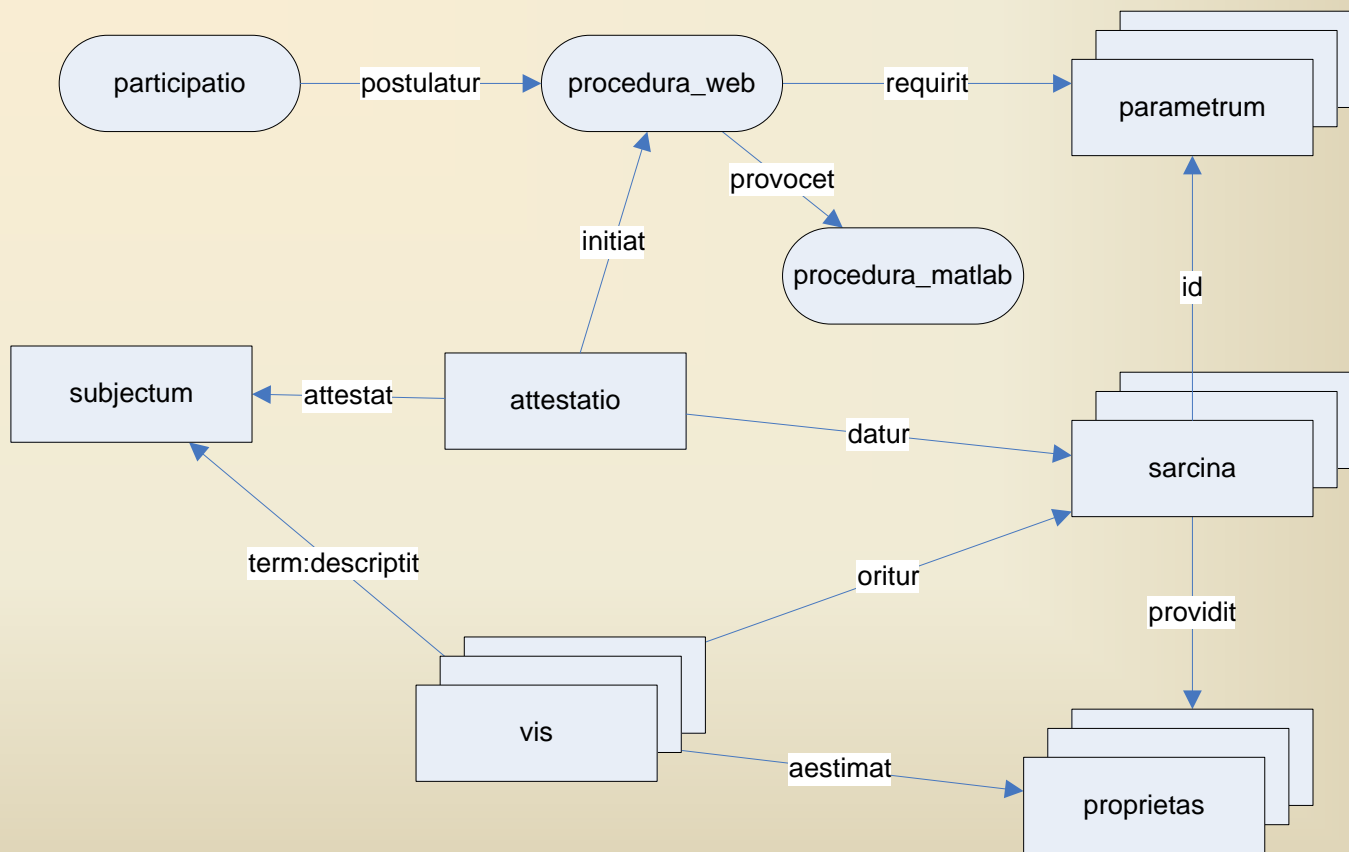 participatio
postulatur
procedura_web
requirit
parametrum
provocet
initiat
procedura_matlab
id
subjectum
attestat
attestatio
datur
sarcina
term:descriptit
oritur
providit
vis
aestimat
proprietas